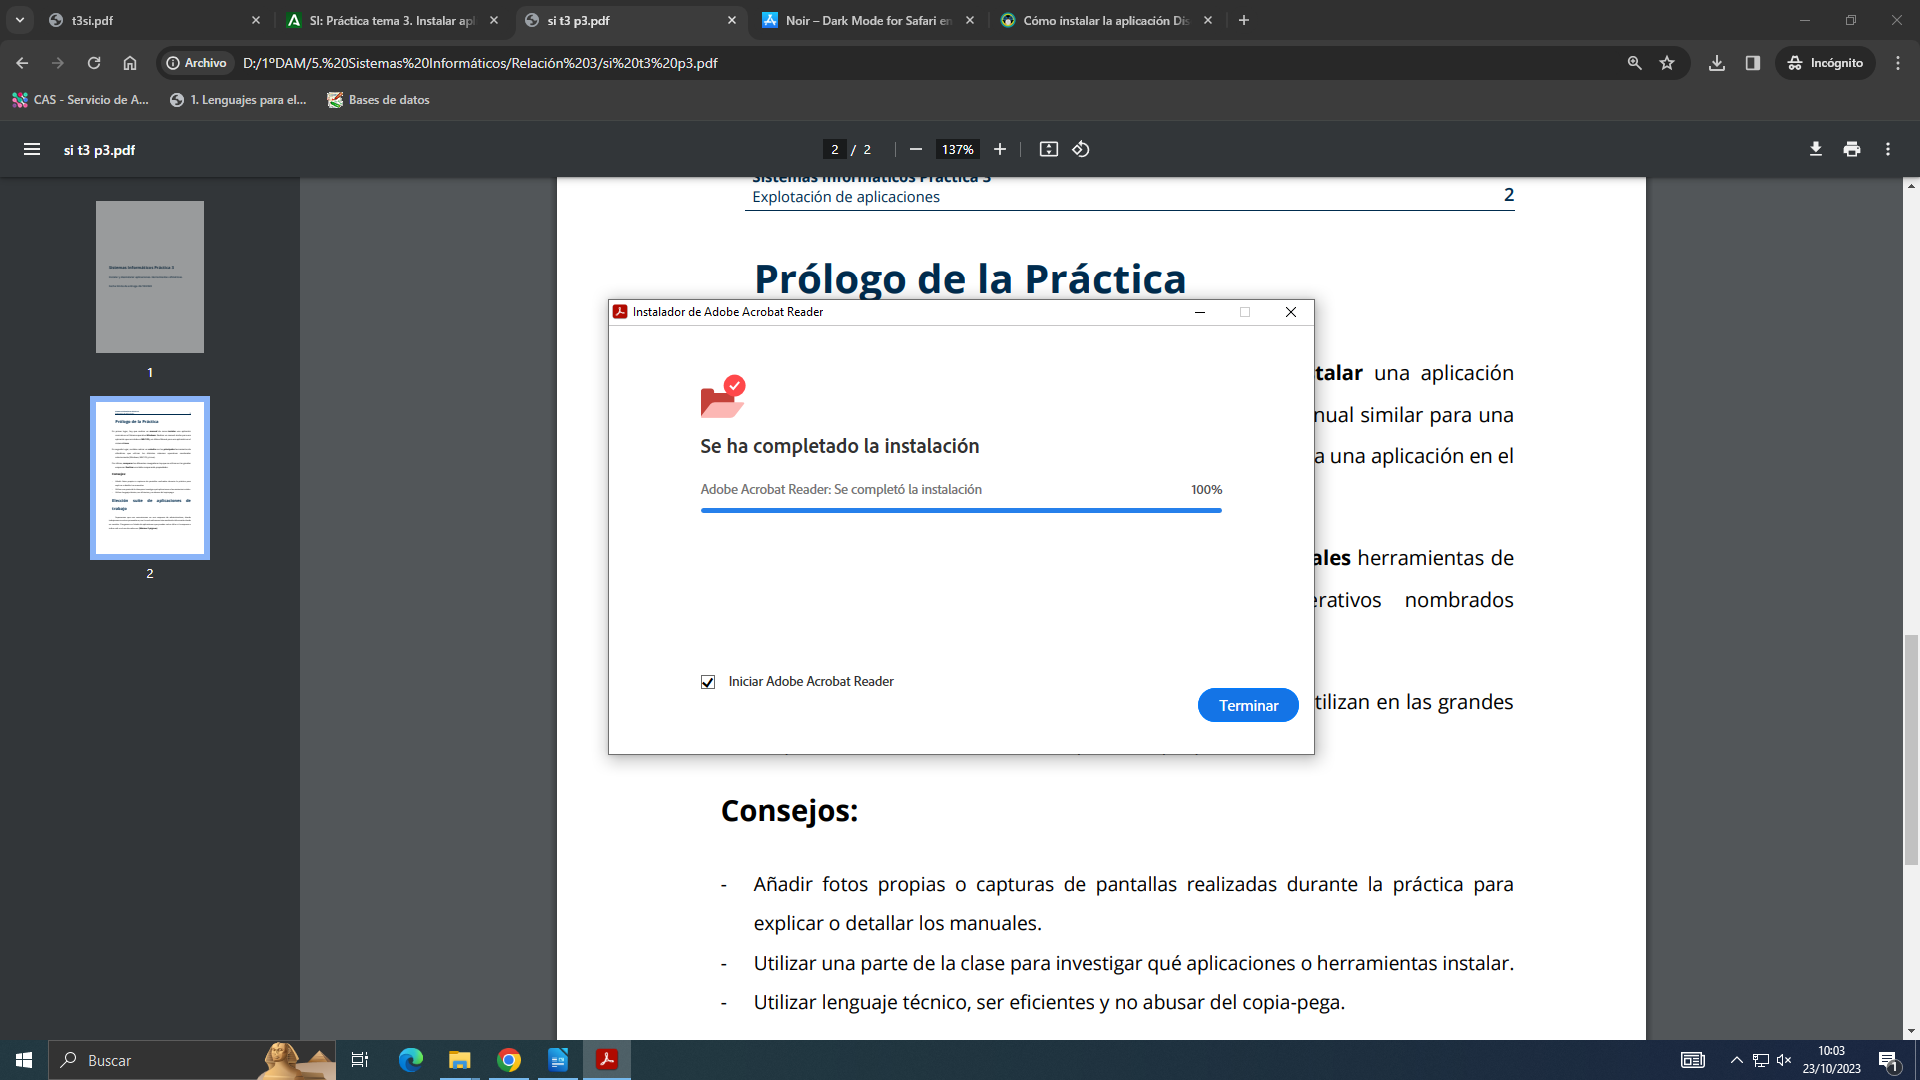 t3si.pdf
SI: Práctica tema 3. Instalar apl
si t3 p3.pdf
Noir – Dark Mode for Safari en
Cómo instalar la aplicación Dis
Archivo
D:/1ºDAM/5.%20Sistemas%20Informáticos/Relación%203/si%20t3%20p3.pdf
Incógnito
CAS - Servicio de A...
1. Lenguajes para el...
Bases de datos
si t3 p3.pdf
2 / 2
137%
1
2
Sistemas Informáticos Práctica 3
Explotación de aplicaciones
2
Prólogo de la Práctica
talar una aplicación
nual similar para una
a una aplicación en el
ales herramientas de
erativos nombrados
tilizan en las grandes
Instalador de Adobe Acrobat Reader
Se ha completado la instalación
Adobe Acrobat Reader: Se completó la instalación
100%
Iniciar Adobe Acrobat Reader
Terminar
Consejos:
- Añadir fotos propias o capturas de pantallas realizadas durante la práctica para
explicar o detallar los manuales.
- Utilizar una parte de la clase para investigar qué aplicaciones o herramientas instalar.
- Utilizar lenguaje técnico, ser eficientes y no abusar del copia-pega.
Buscar
10:03
23/10/2023
1